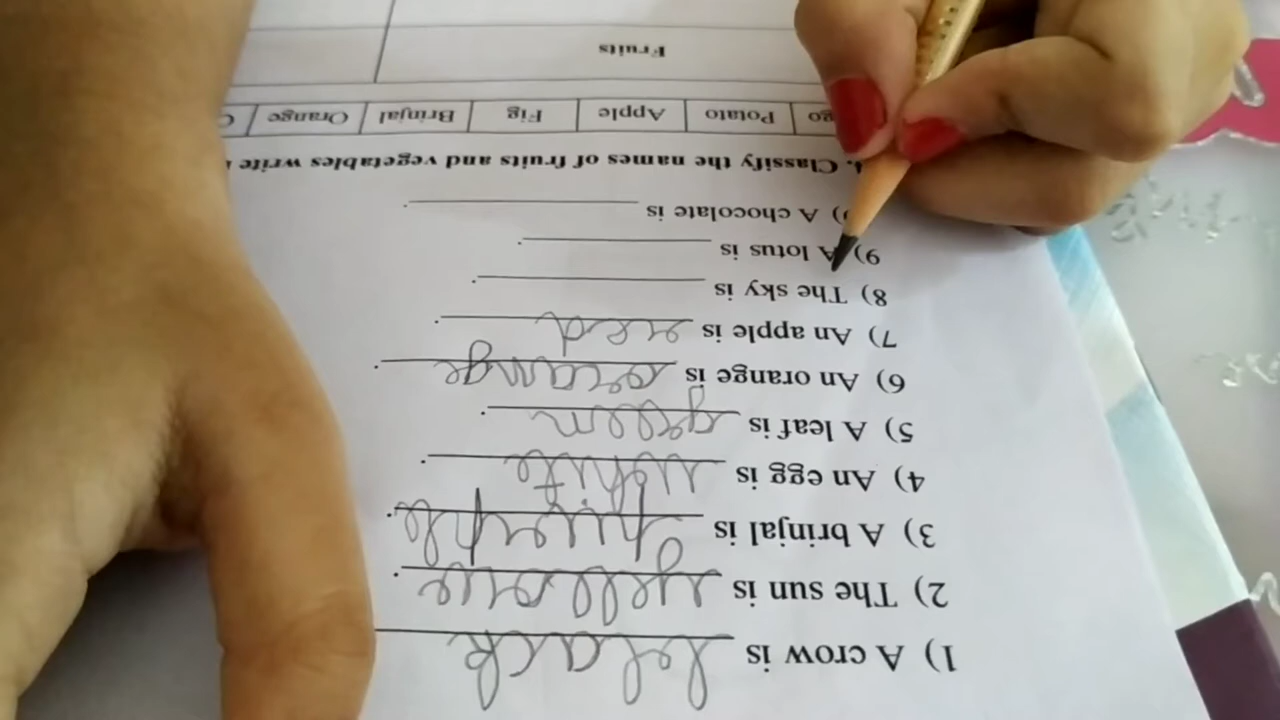 1) A crow is black
2) The sun is yellow.
3) A brinjal is purple.
4) An egg is white.
5) A leaf is green.
6) An orange is orange.
7) An apple is red.
8) The sky is .
9) A lotus is .
) A chocolate is .
. Classify the names of fruits and vegetables write
go Potato Apple Fig Brinjal Orange
Fruits